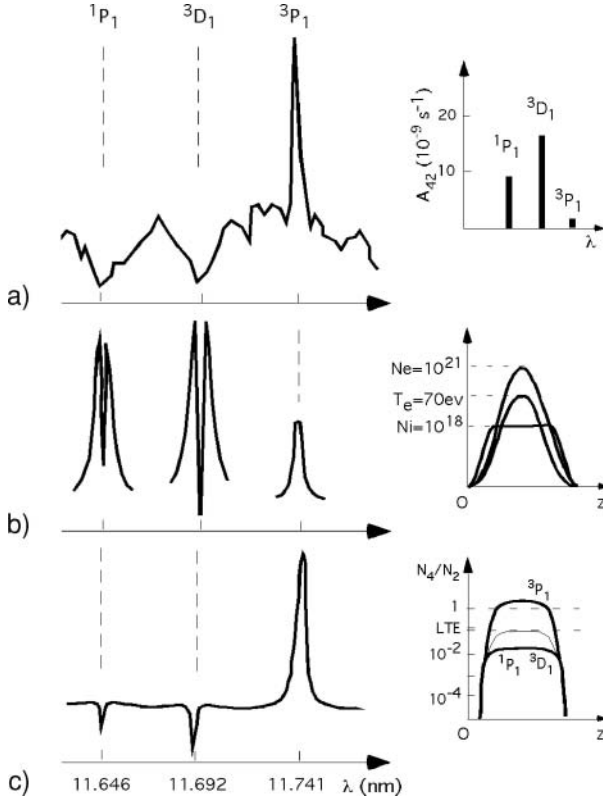 ¹P₁ ³D₁ ³P₁
A₄₂ (10⁻⁹ s⁻¹)
20
10
¹P₁
³D₁
³P₁
λ
a)
Ne=10²¹
Tₑ=70ev
Ni=10¹⁸
O
z
b)
N₄/N₂
1
LTE
10⁻²
10⁻⁴
³P₁
¹P₁ ³D₁
O
z
c)
11.646 11.692 11.741 λ (nm)